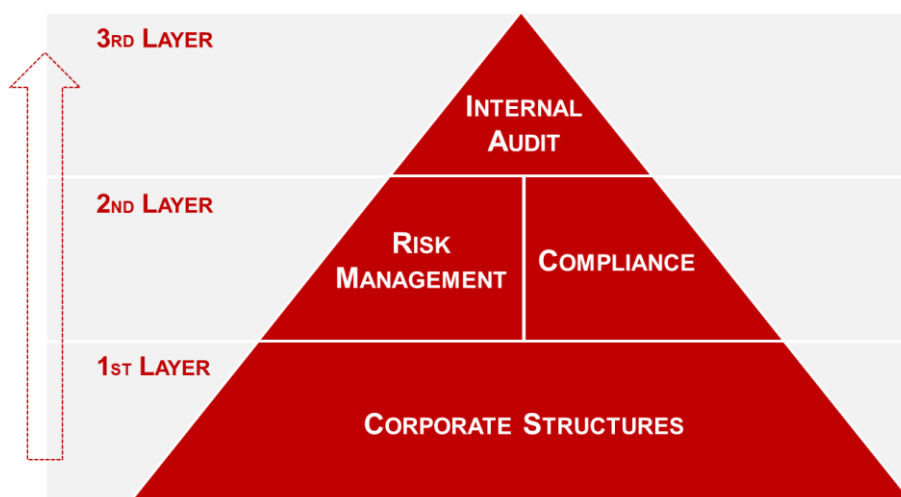 3RD LAYER
INTERNAL
AUDIT
2ND LAYER
RISK
MANAGEMENT
COMPLIANCE
1ST LAYER
CORPORATE STRUCTURES